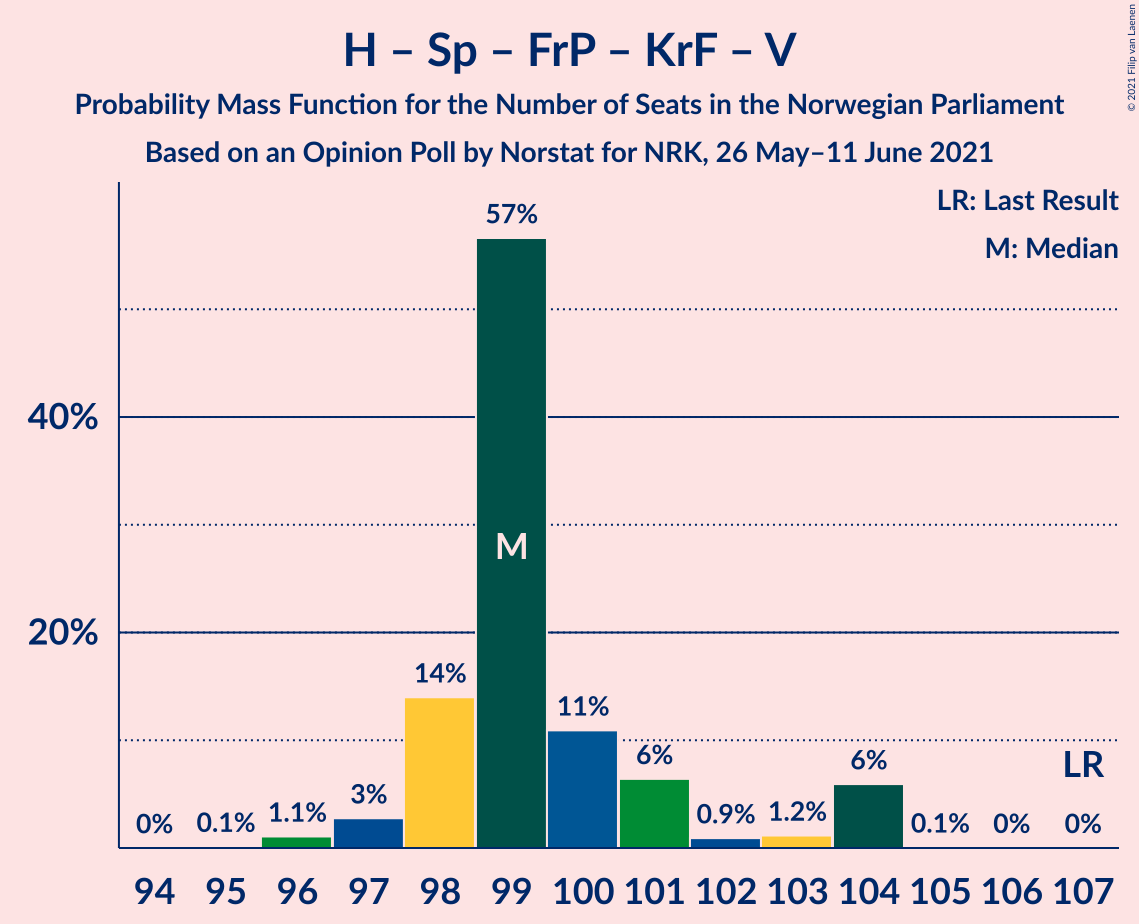 H – Sp – FrP – KrF – V
Probability Mass Function for the Number of Seats in the Norwegian Parliament
Based on an Opinion Poll by Norstat for NRK, 26 May–11 June 2021
© 2021 Filip van Laenen
LR: Last Result
M: Median
57%
40%
M
20%
14%
11%
6%
6%
LR
3%
1.1%
0.9%
1.2%
0%
0.1%
0.1%
0%
0%
94 95 96 97 98 99 100 101 102 103 104 105 106 107